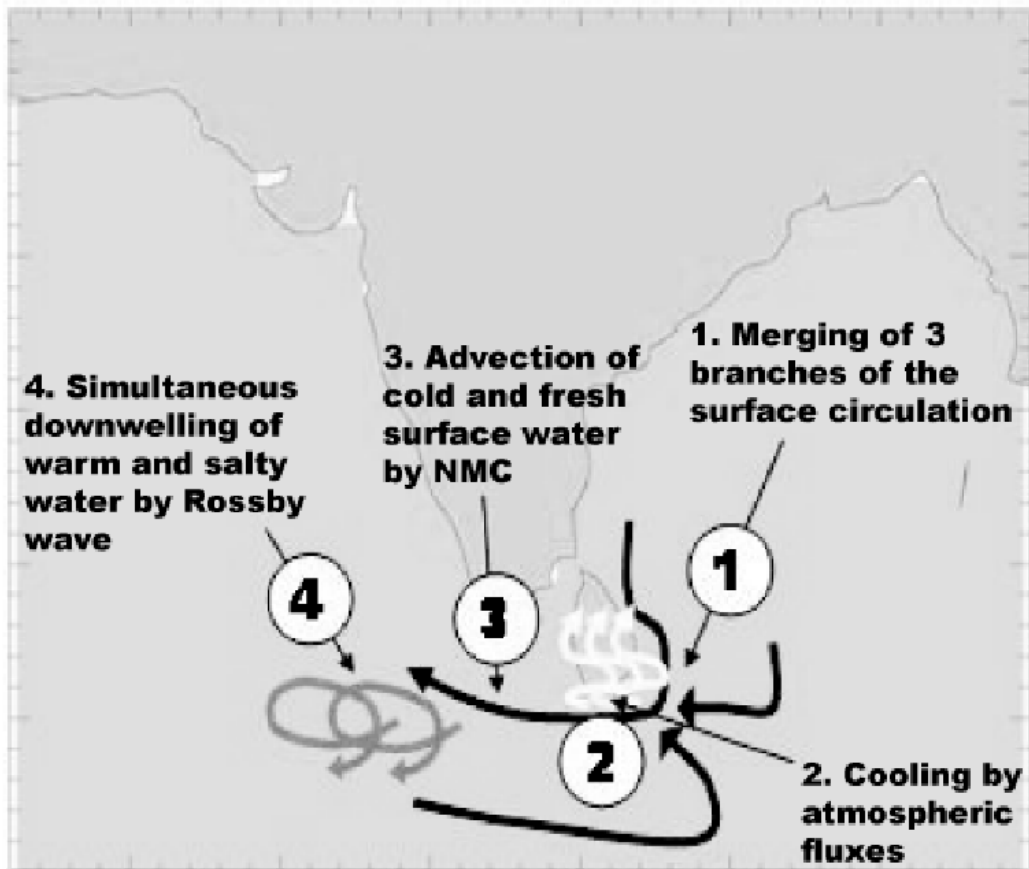 1. Merging of 3
branches of the
surface circulation
3. Advection of
cold and fresh
surface water
by NMC
4. Simultaneous
downwelling of
warm and salty
water by Rossby
wave
1
4
3
2
2. Cooling by
atmospheric
fluxes